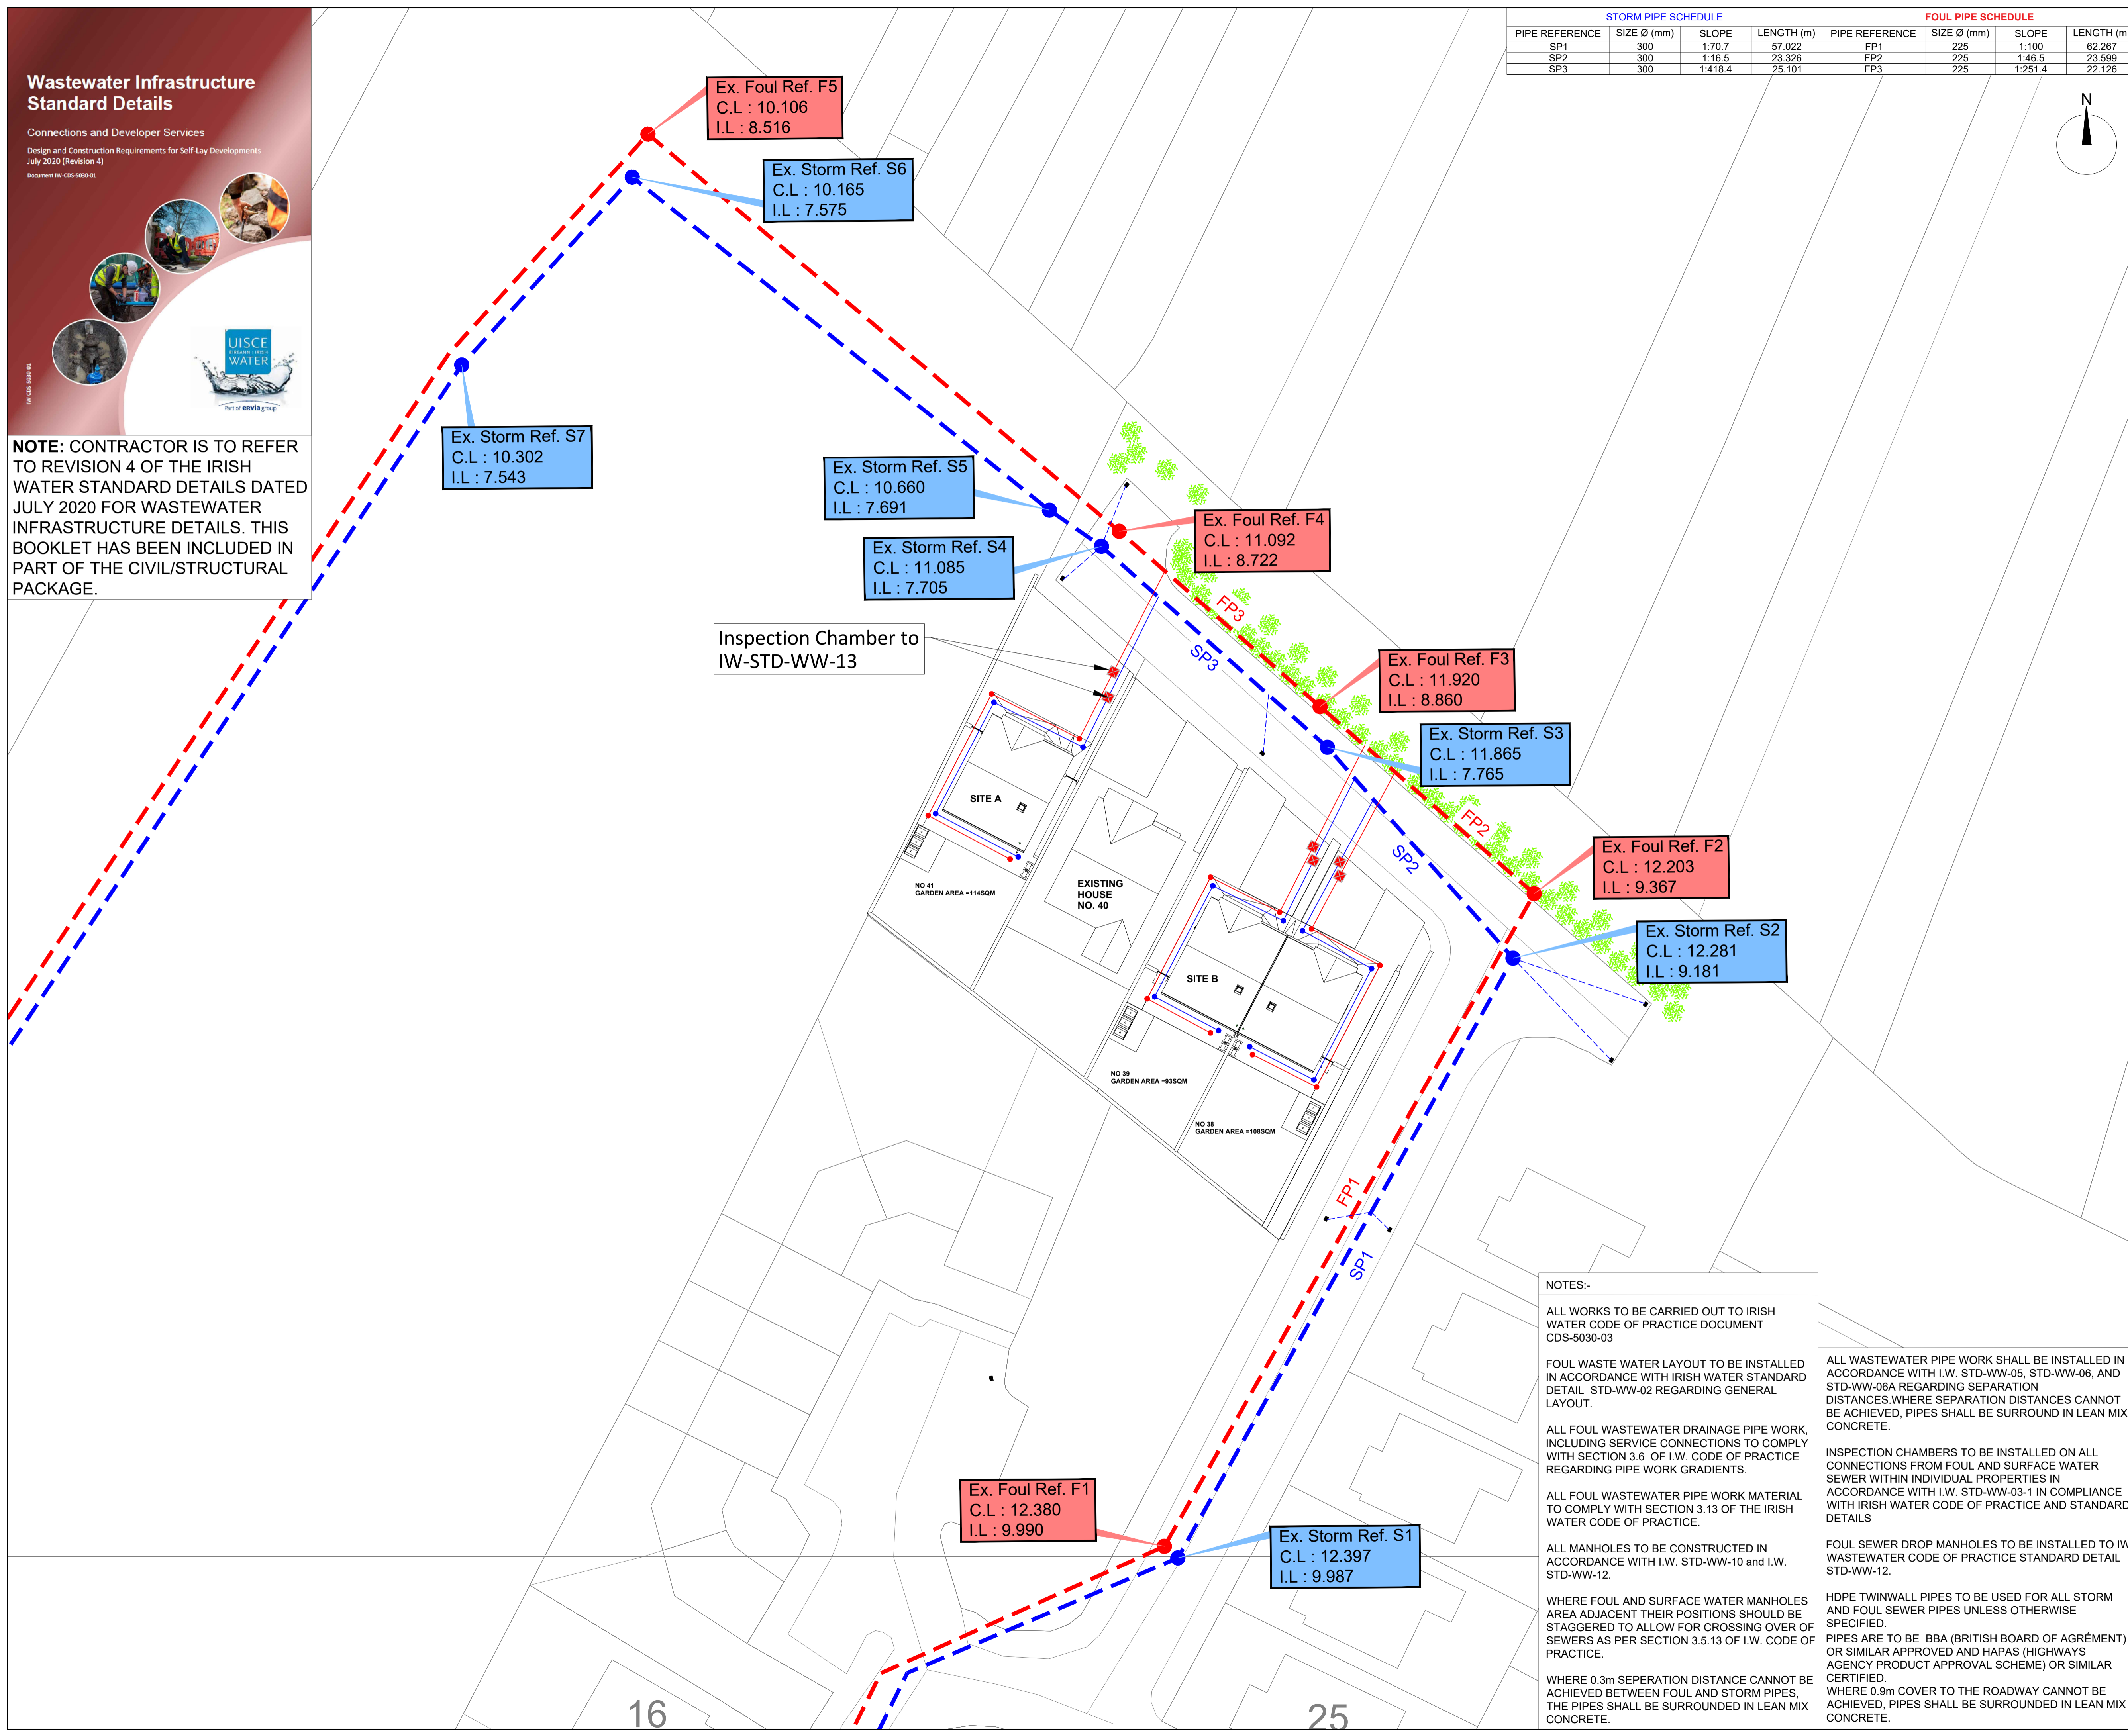 Wastewater Infrastructure
Standard Details
Connections and Developer Services
Design and Construction Requirements for Self-Lay Developments
July 2020 (Revision 4)
Document IW-CDS-5030-01
IW-CDS-5030-01
UISCE
ÉIREANN : IRISH
WATER
Part of ervia group
NOTE: CONTRACTOR IS TO REFER
TO REVISION 4 OF THE IRISH
WATER STANDARD DETAILS DATED
JULY 2020 FOR WASTEWATER
INFRASTRUCTURE DETAILS. THIS
BOOKLET HAS BEEN INCLUDED IN
PART OF THE CIVIL/STRUCTURAL
PACKAGE.
STORM PIPE SCHEDULE FOUL PIPE SCHEDULE
PIPE REFERENCE SIZE Ø (mm) SLOPE LENGTH (m) PIPE REFERENCE SIZE Ø (mm) SLOPE LENGTH (m
SP1 300 1:70.7 57.022 FP1 225 1:100 62.267
SP2 300 1:16.5 23.326 FP2 225 1:46.5 23.599
SP3 300 1:418.4 25.101 FP3 225 1:251.4 22.126
N
Ex. Foul Ref. F5
C.L : 10.106
I.L : 8.516
Ex. Storm Ref. S6
C.L : 10.165
I.L : 7.575
Ex. Storm Ref. S7
C.L : 10.302
I.L : 7.543
Ex. Storm Ref. S5
C.L : 10.660
I.L : 7.691
Ex. Storm Ref. S4
C.L : 11.085
I.L : 7.705
Ex. Foul Ref. F4
C.L : 11.092
I.L : 8.722
FP3
SP3
Inspection Chamber to
IW-STD-WW-13
Ex. Foul Ref. F3
C.L : 11.920
I.L : 8.860
Ex. Storm Ref. S3
C.L : 11.865
I.L : 7.765
FP2
SP2
Ex. Foul Ref. F2
C.L : 12.203
I.L : 9.367
Ex. Storm Ref. S2
C.L : 12.281
I.L : 9.181
SITE A
NO 41
GARDEN AREA =114SQM
EXISTING
HOUSE
NO. 40
SITE B
NO 39
GARDEN AREA =93SQM
NO 38
GARDEN AREA =108SQM
FP1
SP1
Ex. Foul Ref. F1
C.L : 12.380
I.L : 9.990
Ex. Storm Ref. S1
C.L : 12.397
I.L : 9.987
16
25
NOTES:-
ALL WORKS TO BE CARRIED OUT TO IRISH
WATER CODE OF PRACTICE DOCUMENT
CDS-5030-03
FOUL WASTE WATER LAYOUT TO BE INSTALLED
IN ACCORDANCE WITH IRISH WATER STANDARD
DETAIL STD-WW-02 REGARDING GENERAL
LAYOUT.
ALL FOUL WASTEWATER DRAINAGE PIPE WORK,
INCLUDING SERVICE CONNECTIONS TO COMPLY
WITH SECTION 3.6 OF I.W. CODE OF PRACTICE
REGARDING PIPE WORK GRADIENTS.
ALL FOUL WASTEWATER PIPE WORK MATERIAL
TO COMPLY WITH SECTION 3.13 OF THE IRISH
WATER CODE OF PRACTICE.
ALL MANHOLES TO BE CONSTRUCTED IN
ACCORDANCE WITH I.W. STD-WW-10 and I.W.
STD-WW-12.
WHERE FOUL AND SURFACE WATER MANHOLES
AREA ADJACENT THEIR POSITIONS SHOULD BE
STAGGERED TO ALLOW FOR CROSSING OVER OF
SEWERS AS PER SECTION 3.5.13 OF I.W. CODE OF
PRACTICE.
WHERE 0.3m SEPERATION DISTANCE CANNOT BE
ACHIEVED BETWEEN FOUL AND STORM PIPES,
THE PIPES SHALL BE SURROUNDED IN LEAN MIX
CONCRETE.
ALL WASTEWATER PIPE WORK SHALL BE INSTALLED IN
ACCORDANCE WITH I.W. STD-WW-05, STD-WW-06, AND
STD-WW-06A REGARDING SEPARATION
DISTANCES.WHERE SEPARATION DISTANCES CANNOT
BE ACHIEVED, PIPES SHALL BE SURROUND IN LEAN MIX
CONCRETE.
INSPECTION CHAMBERS TO BE INSTALLED ON ALL
CONNECTIONS FROM FOUL AND SURFACE WATER
SEWER WITHIN INDIVIDUAL PROPERTIES IN
ACCORDANCE WITH I.W. STD-WW-03-1 IN COMPLIANCE
WITH IRISH WATER CODE OF PRACTICE AND STANDARD
DETAILS
FOUL SEWER DROP MANHOLES TO BE INSTALLED TO IW
WASTEWATER CODE OF PRACTICE STANDARD DETAIL
STD-WW-12.
HDPE TWINWALL PIPES TO BE USED FOR ALL STORM
AND FOUL SEWER PIPES UNLESS OTHERWISE
SPECIFIED.
PIPES ARE TO BE BBA (BRITISH BOARD OF AGRÉMENT)
OR SIMILAR APPROVED AND HAPAS (HIGHWAYS
AGENCY PRODUCT APPROVAL SCHEME) OR SIMILAR
CERTIFIED.
WHERE 0.9m COVER TO THE ROADWAY CANNOT BE
ACHIEVED, PIPES SHALL BE SURROUNDED IN LEAN MIX
CONCRETE.